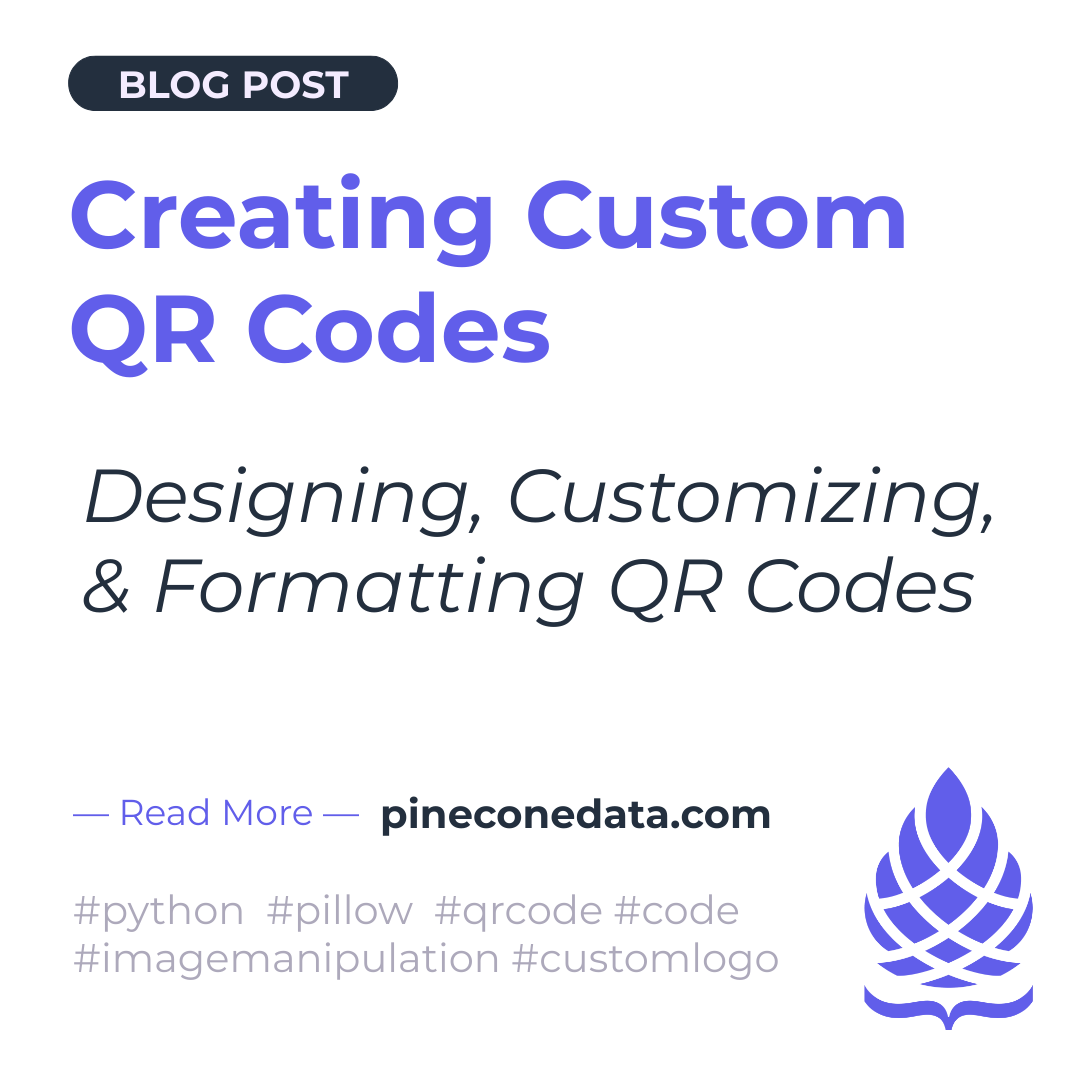 BLOG POST
Creating Custom
QR Codes
Designing, Customizing,
& Formatting QR Codes
— Read More — pineconedata.com
#python #pillow #qrcode #code
#imagemanipulation #customlogo